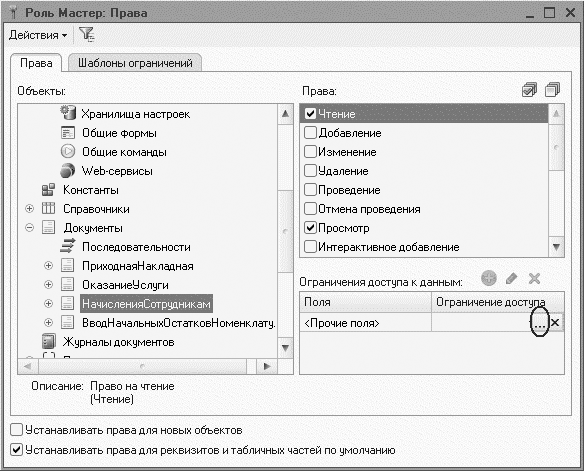 Роль Мастер: Права
Действия
Права
Шаблоны ограничений
Объекты:
Хранилища настроек
Общие формы
Общие команды
Web-сервисы
Константы
Справочники
Документы
Последовательности
ПриходнаяНакладная
ОказаниеУслуги
НачисленияСотрудникам
ВводНачальныхОстатковНоменклату.
Журналы документов
Описание: Право на чтение
(Чтение)
Права:
Чтение
Добавление
Изменение
Удаление
Проведение
Отмена проведения
Просмотр
Интерактивное добавление
Ограничения доступа к данным:
Поля Ограничение доступа
<Прочие поля> ...
Устанавливать права для новых объектов
Устанавливать права для реквизитов и табличных частей по умолчанию